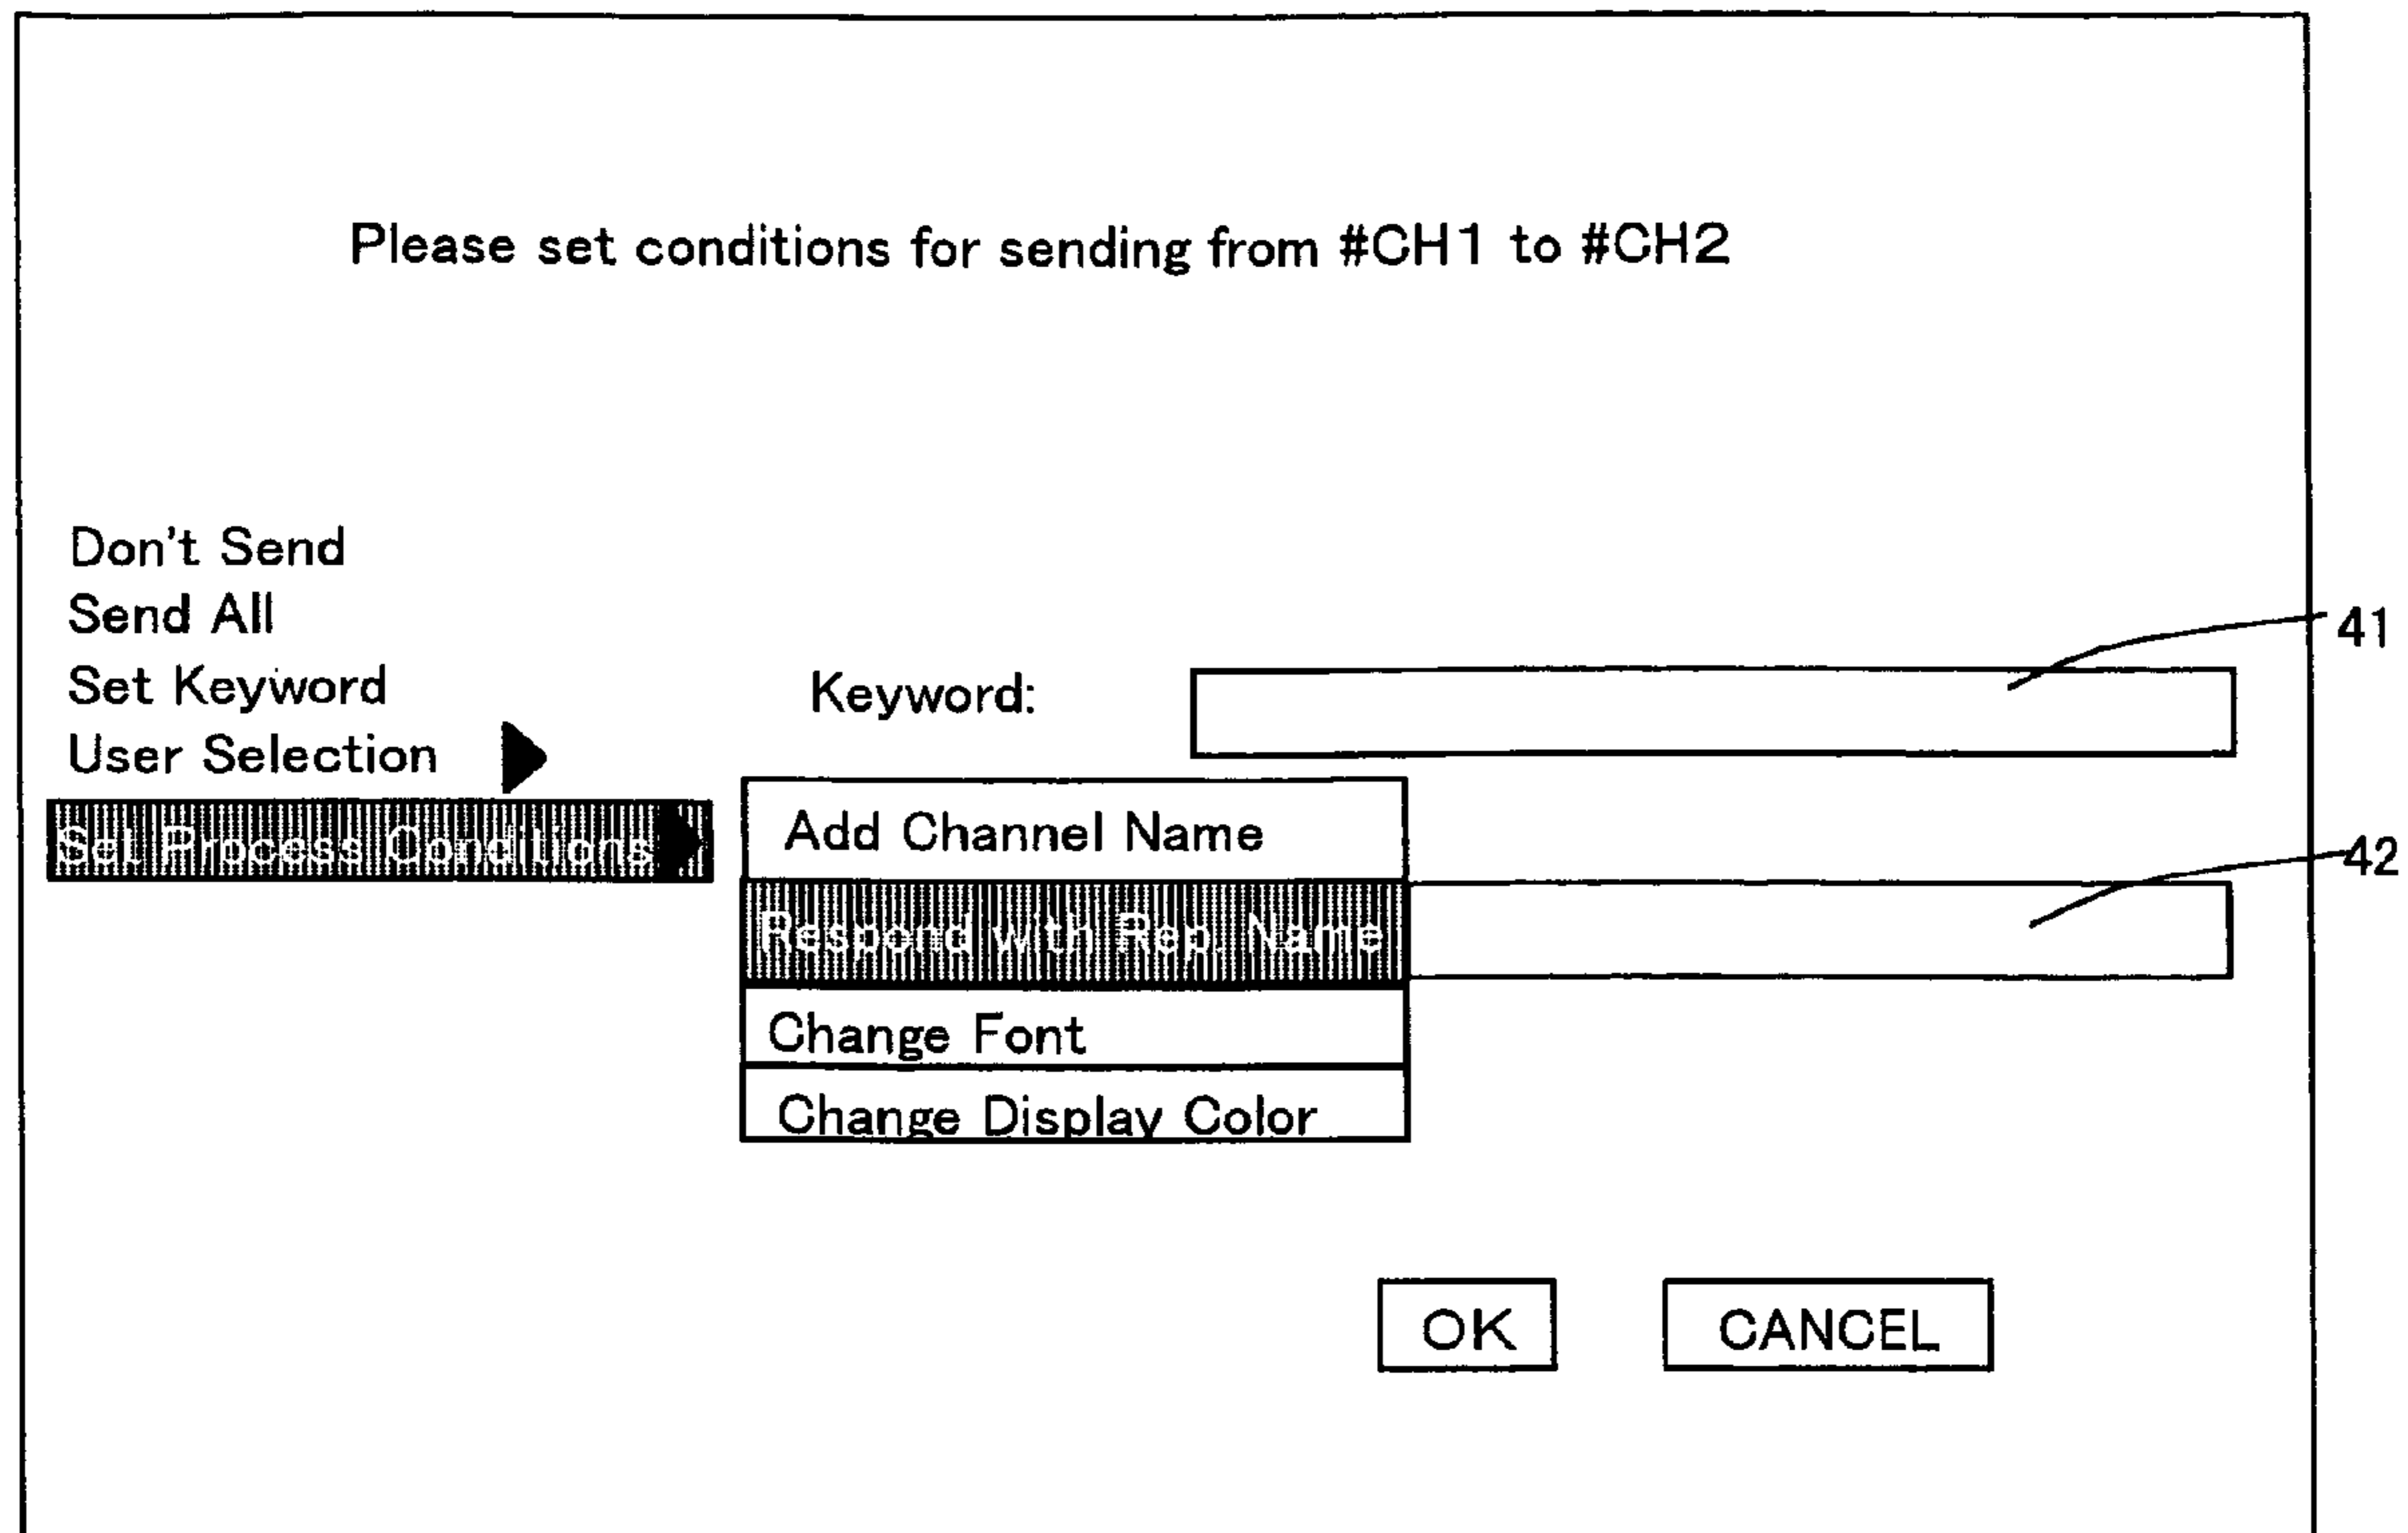 Please set conditions for sending from #CH1 to #CH2
Don't Send
Send All
Set Keyword
User Selection
Keyword:
41
Set Process Conditions
Add Channel Name
Respond with Rep. Name
42
Change Font
Change Display Color
OK
CANCEL